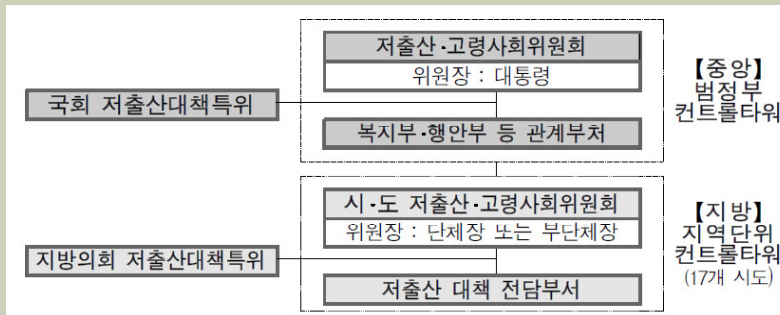 저출산·고령사회위원회
위원장 : 대통령
국회 저출산대책특위
복지부·행안부 등 관계부처
【중앙】
범정부
컨트롤타워
시·도 저출산·고령사회위원회
위원장 : 단체장 또는 부단체장
지방의회 저출산대책특위
저출산 대책 전담부서
【지방】
지역단위
컨트롤타워
(17개 시도)